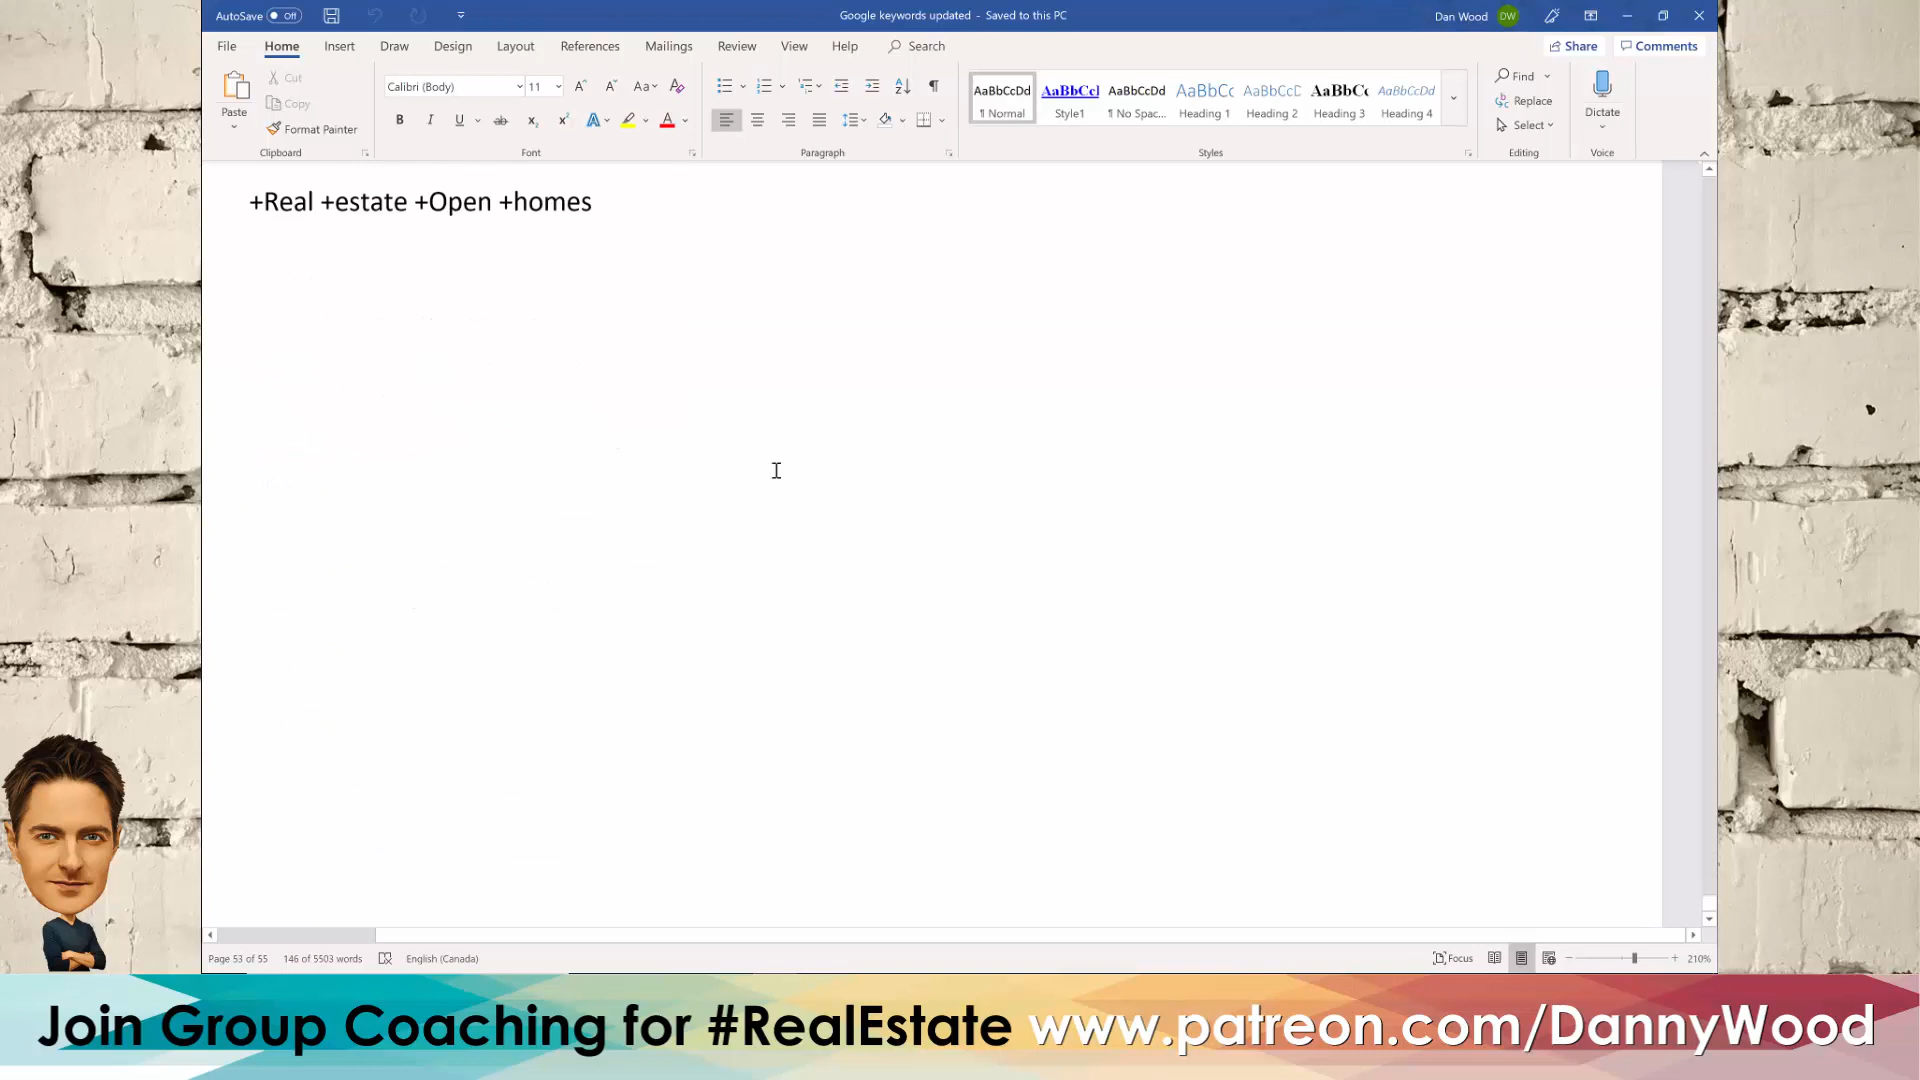 AutoSave Off
Google keywords updated - Saved to this PC
Dan Wood DW
File Home Insert Draw Design Layout References Mailings Review View Help Search
Share Comments
Paste
Cut
Copy
Format Painter
Clipboard
Calibri (Body) 11
Font
Paragraph
AaBbCcDd AaBbCcI AaBbCcDd AaBbCc AaBbCcD AaBbCc AaBbCcDd
¶ Normal Style1 ¶ No Spac... Heading 1 Heading 2 Heading 3 Heading 4
Styles
Find
Replace
Select
Editing
Dictate
Voice
+Real +estate +Open +homes
Page 53 of 55 146 of 5503 words English (Canada)
Focus 210%
Join Group Coaching for #RealEstate www.patreon.com/DannyWood